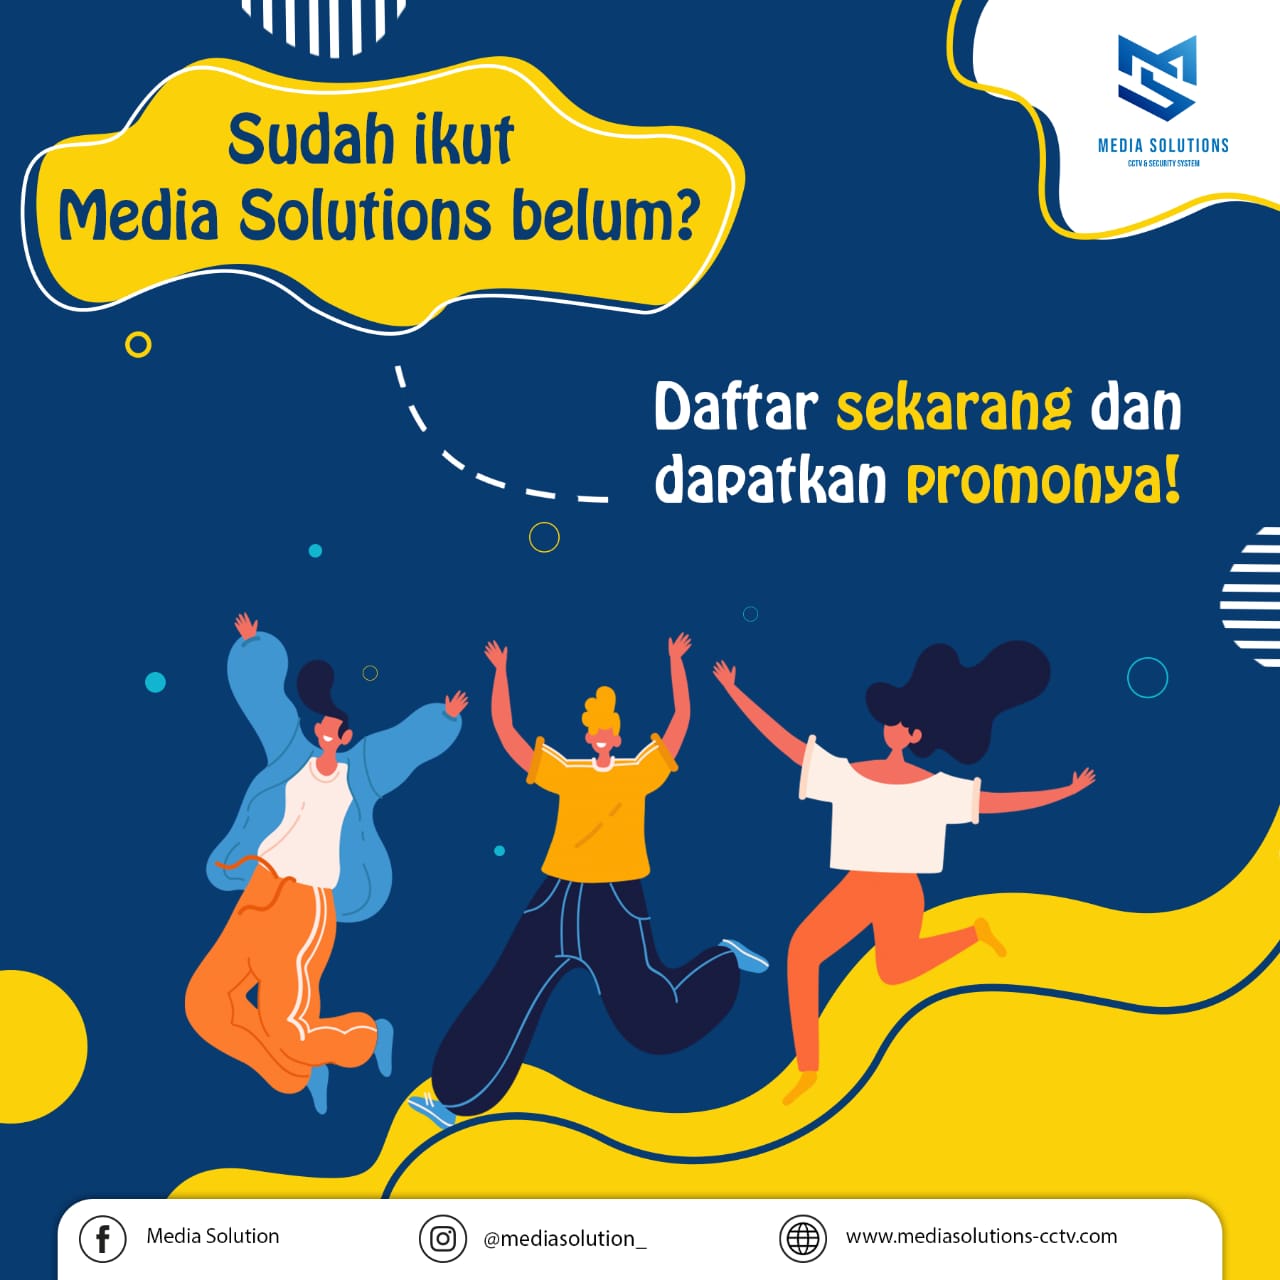 Sudah ikut
Media Solutions belum?
MEDIA SOLUTIONS
CCTV & SECURITY SYSTEM
Daftar sekarang dan
dapatkan promonya!
Media Solution
@mediasolution_
www.mediasolutions-cctv.com